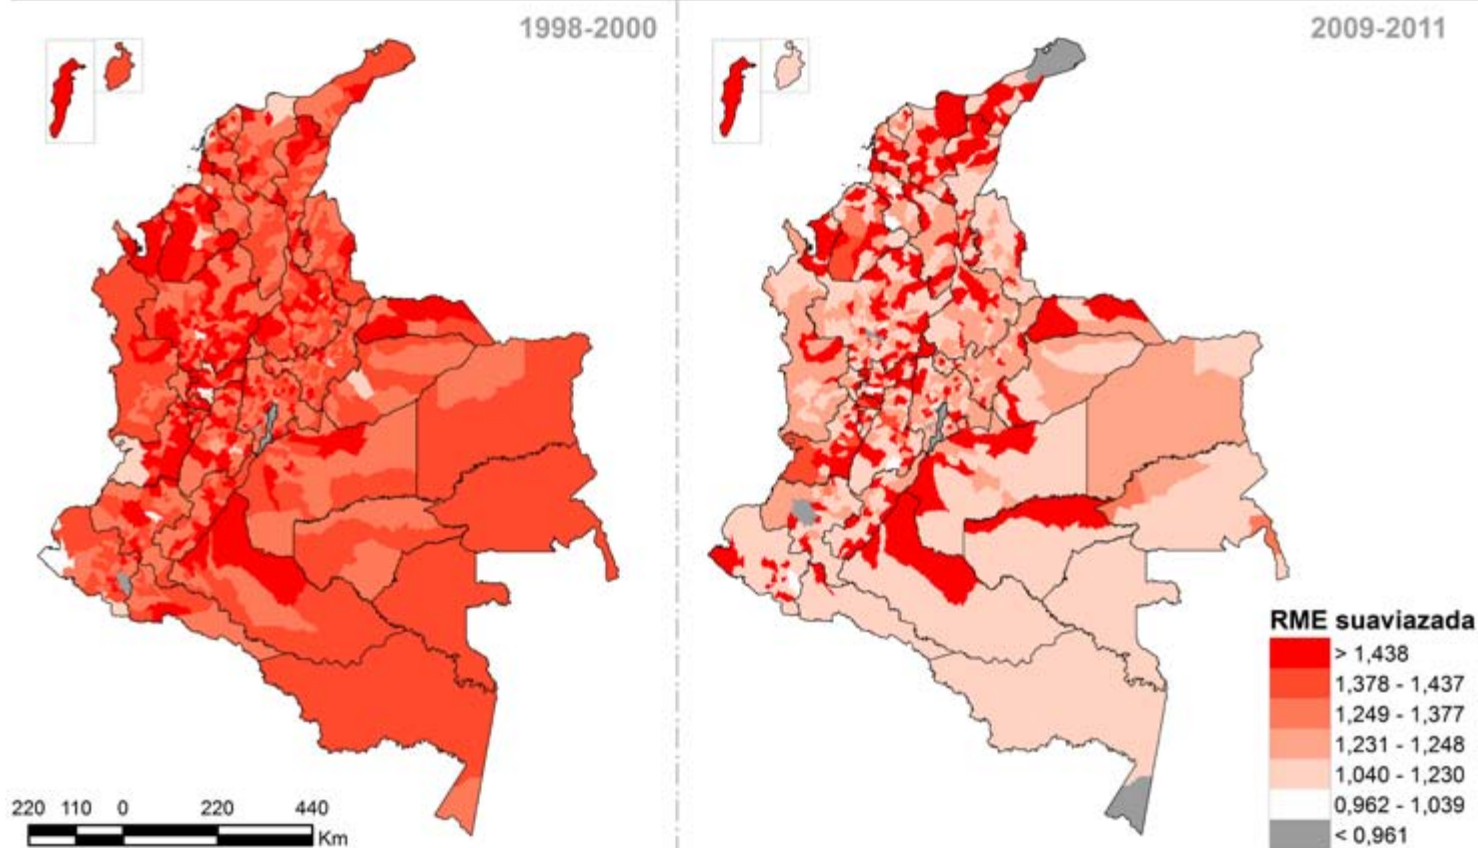 1998-2000
2009-2011
RME suaviazada
> 1,438
1,378 - 1,437
1,249 - 1,377
1,231 - 1,248
1,040 - 1,230
0,962 - 1,039
< 0,961
220 110 0 220 440
Km